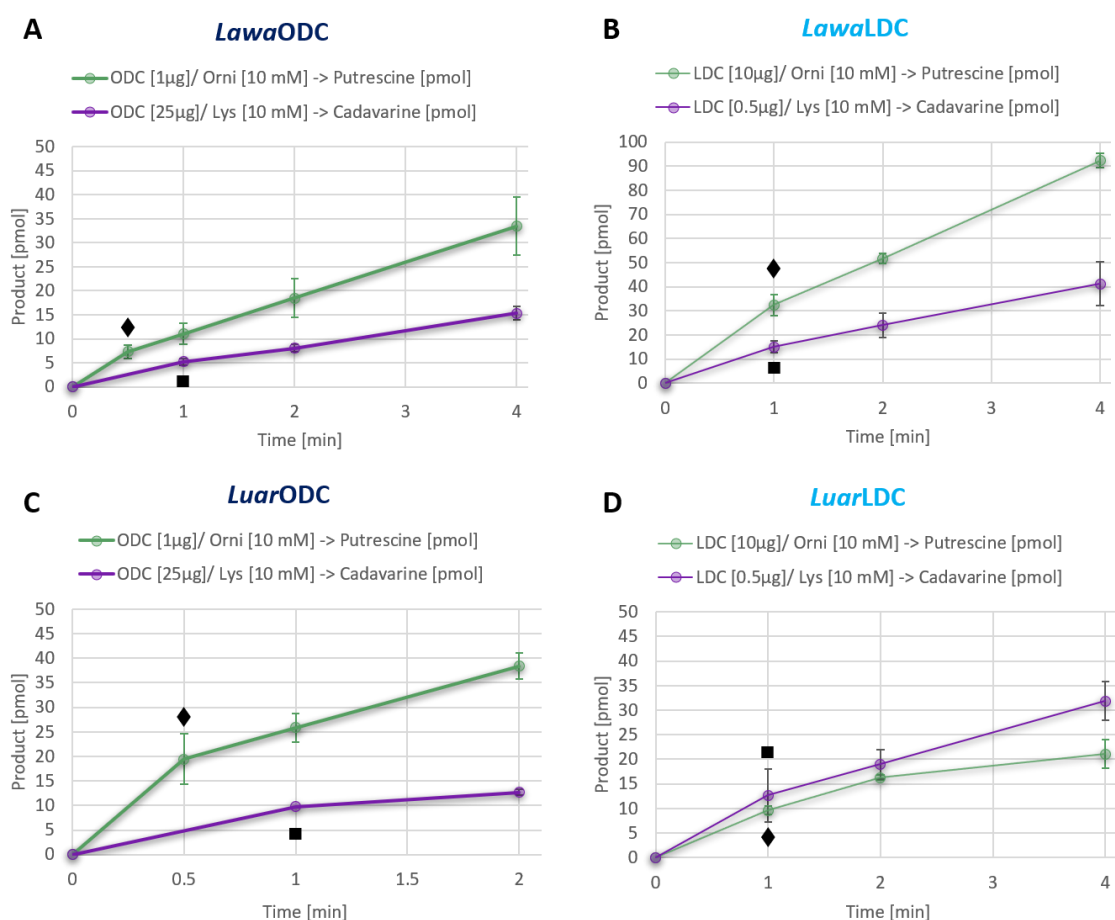 A
LawaODC
ODC [1µg]/ Orni [10 mM] -> Putrescine [pmol]
ODC [25µg]/ Lys [10 mM] -> Cadavarine [pmol]
Product [pmol]
50
45
40
35
30
25
20
15
10
5
0
0 1 2 3 4
Time [min]
B
LawaLDC
LDC [10µg]/ Orni [10 mM] -> Putrescine [pmol]
LDC [0.5µg]/ Lys [10 mM] -> Cadavarine [pmol]
Product [pmol]
100
90
80
70
60
50
40
30
20
10
0
0 1 2 3 4
Time [min]
C
LuarODC
ODC [1µg]/ Orni [10 mM] -> Putrescine [pmol]
ODC [25µg]/ Lys [10 mM] -> Cadavarine [pmol]
Product [pmol]
50
45
40
35
30
25
20
15
10
5
0
0 0.5 1 1.5 2
Time [min]
D
LuarLDC
LDC [10µg]/ Orni [10 mM] -> Putrescine [pmol]
LDC [0.5µg]/ Lys [10 mM] -> Cadavarine [pmol]
Product [pmol]
50
45
40
35
30
25
20
15
10
5
0
0 1 2 3 4
Time [min]